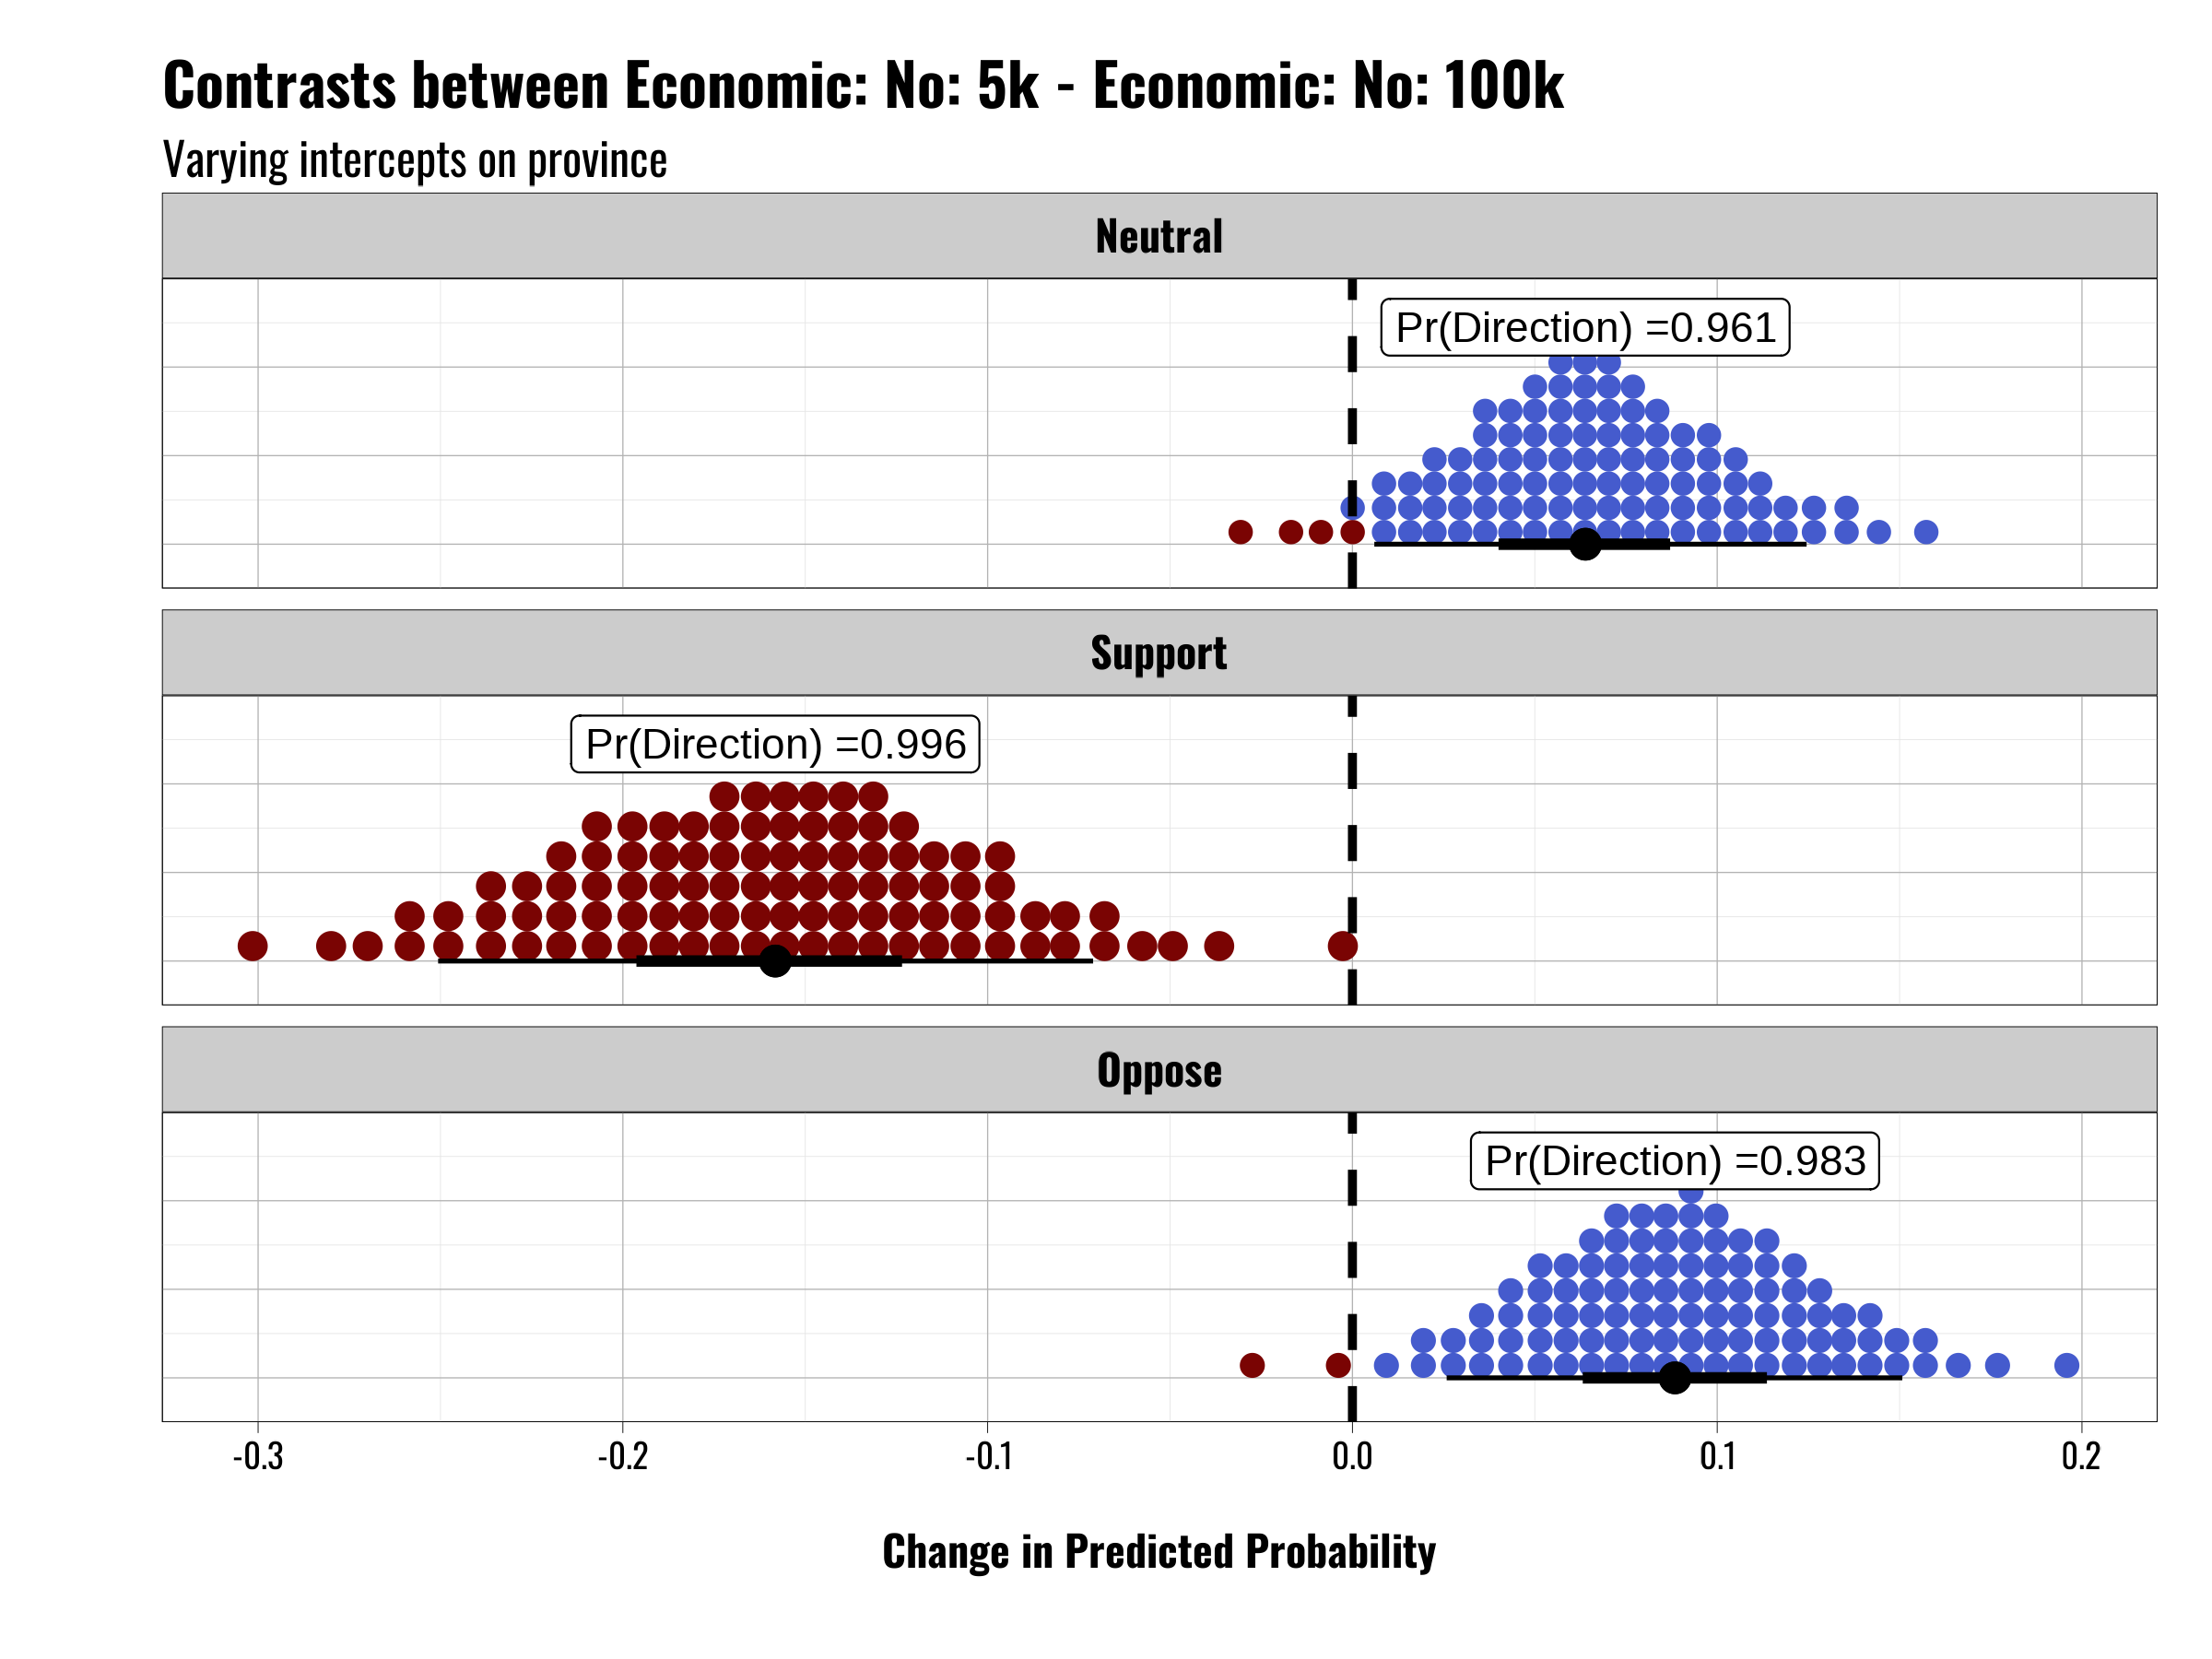 Contrasts between Economic: No: 5k - Economic: No: 100k
Varying intercepts on province
Neutral
Pr(Direction) =0.961
Support
Pr(Direction) =0.996
Oppose
Pr(Direction) =0.983
-0.3 -0.2 -0.1 0.0 0.1 0.2
Change in Predicted Probability